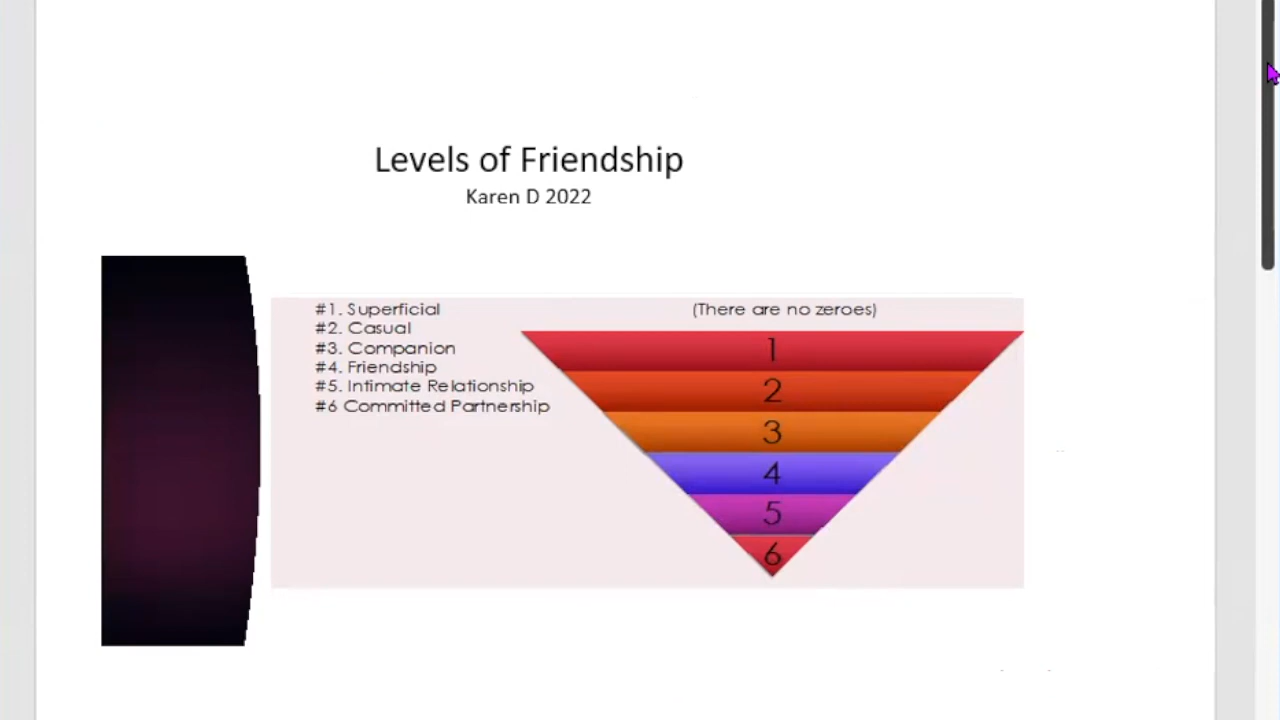 Levels of Friendship
Karen D 2022
#1. Superficial
(There are no zeroes)
#2. Casual
#3. Companion
#4. Friendship
#5. Intimate Relationship
#6 Committed Partnership
1
2
3
4
5
6